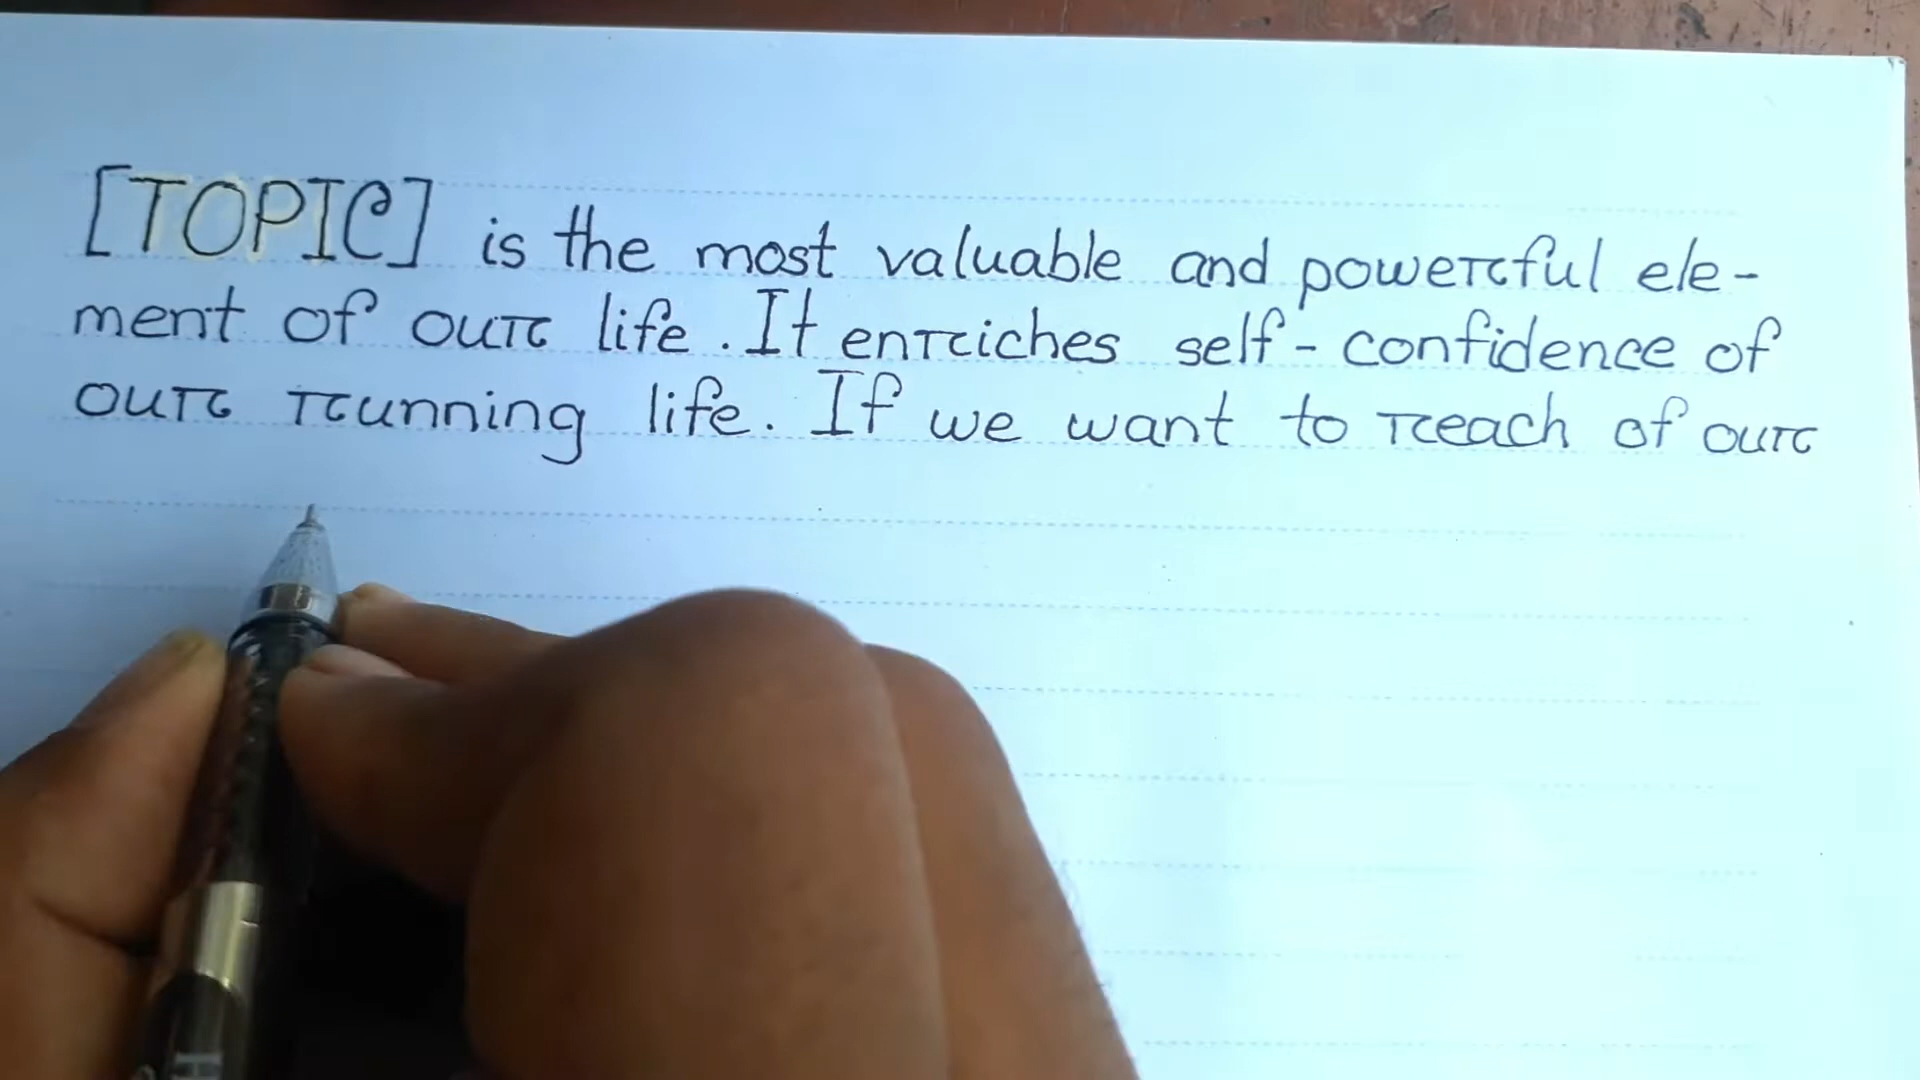 [TOPIC] is the most valuable and powerful ele-
ment of our life. It enriches self-confidence of
our running life. If we want to reach of our